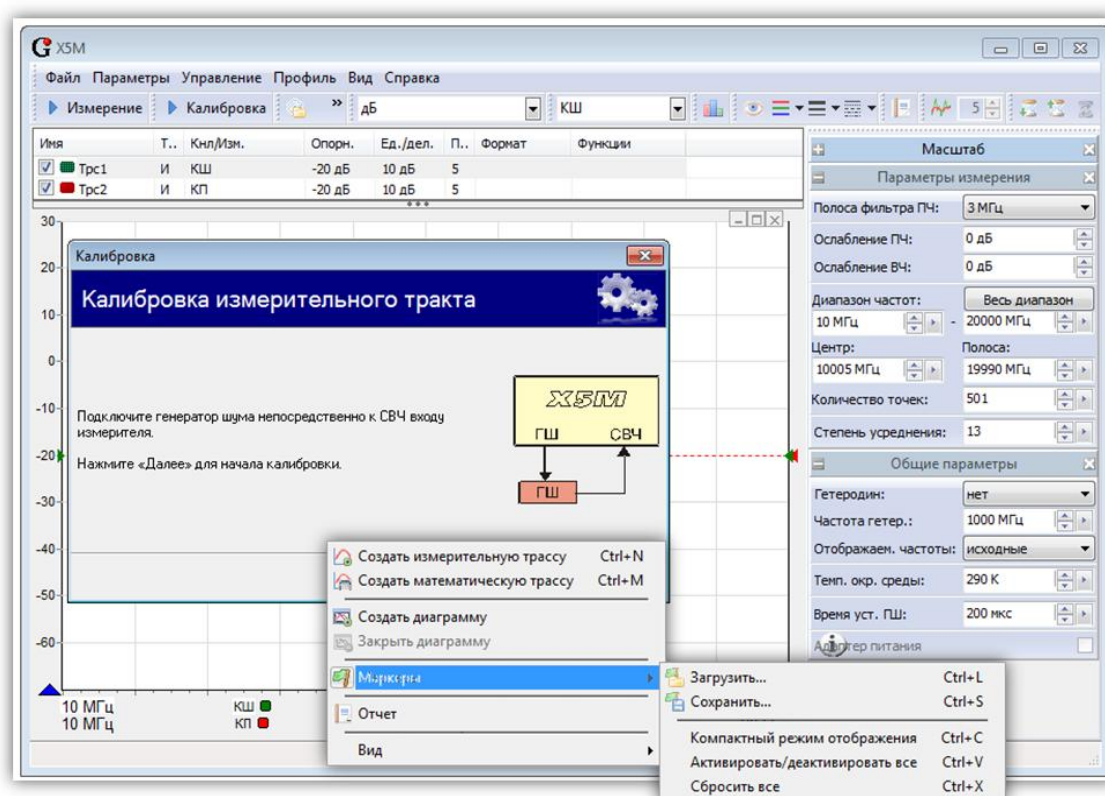 X5M
Файл Параметры Управление Профиль Вид Справка
Измерение Калибровка » дБ КШ 5
Имя Т.. Кнл/Изм. Опорн. Ед./дел. П.. Формат Функции
Трс1 И КШ -20 дБ 10 дБ 5
Трс2 И КП -20 дБ 10 дБ 5
30
20
10
0
-10
-20
-30
-40
-50
-60
10 МГц КШ
10 МГц КП
Калибровка
Калибровка измерительного тракта
Подключите генератор шума непосредственно к СВЧ входу
измерителя.
Нажмите «Далее» для начала калибровки.
X5M
ГШ СВЧ
ГШ
Создать измерительную трассу Ctrl+N
Создать математическую трассу Ctrl+M
Создать диаграмму
Закрыть диаграмму
Маркеры
Отчет
Вид
Загрузить... Ctrl+L
Сохранить... Ctrl+S
Компактный режим отображения Ctrl+C
Активировать/деактивировать все Ctrl+V
Сбросить все Ctrl+X
Масштаб
Параметры измерения
Полоса фильтра ПЧ: 3 МГц
Ослабление ПЧ: 0 дБ
Ослабление ВЧ: 0 дБ
Диапазон частот: Весь диапазон
10 МГц - 20000 МГц
Центр: Полоса:
10005 МГц 19990 МГц
Количество точек: 501
Степень усреднения: 13
Общие параметры
Гетеродин: нет
Частота гетер.: 1000 МГц
Отображаем. частоты: исходные
Темп. окр. среды: 290 К
Время уст. ГШ: 200 мкс
Адаптер питания